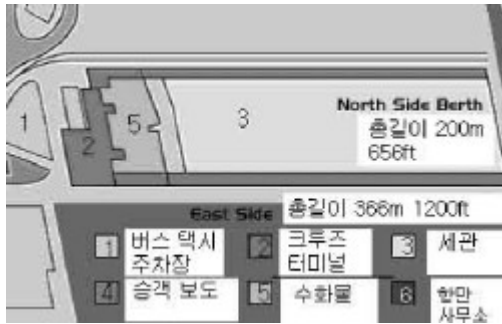 1
2
5
3
North Side Berth
총길이 200m
656ft
East Side 총길이 366m 1200ft
1 버스 택시 주차장
2 크루즈 터미널
3 세관
4 승객 보도
5 수화물
6 항만 사무소